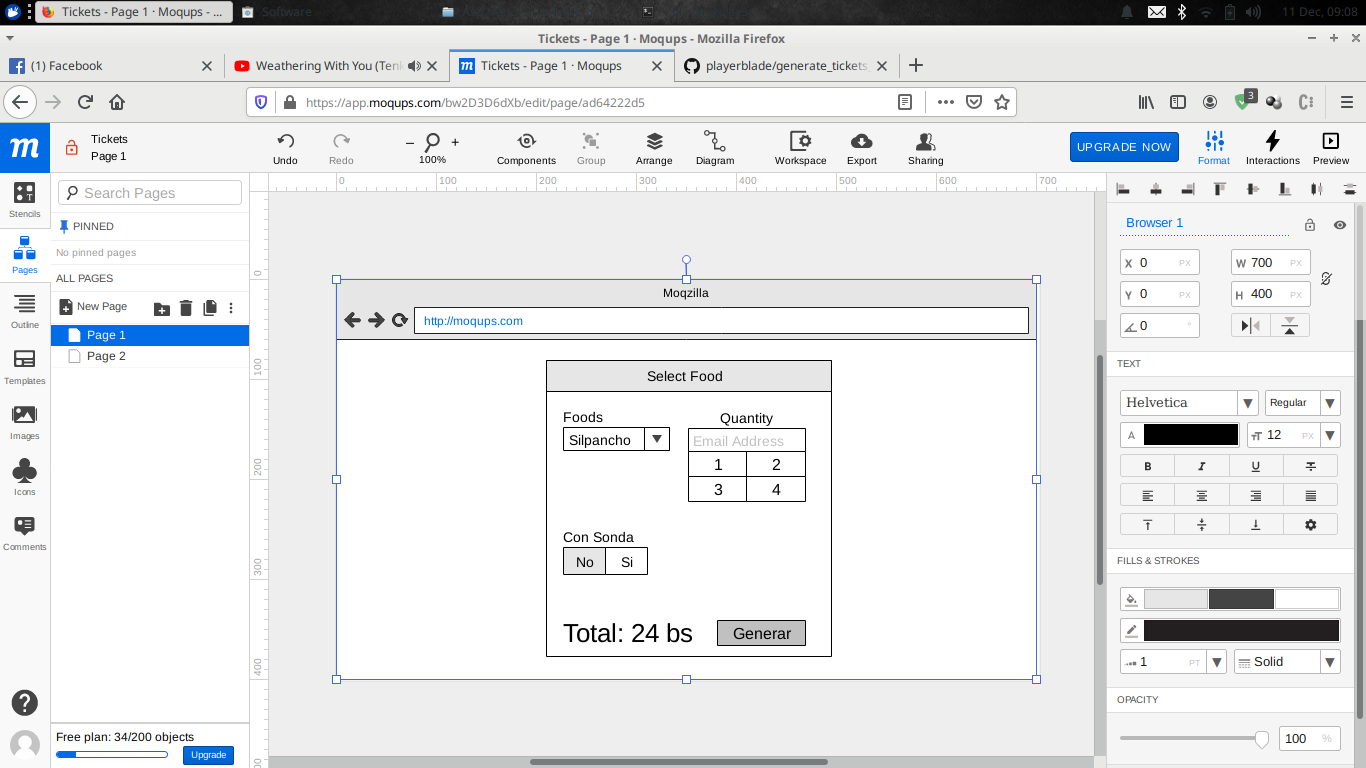 Tickets - Page 1 · Moqups - ...
Software
11 Dec, 09:08
Tickets - Page 1 · Moqups - Mozilla Firefox
(1) Facebook
Weathering With You (Ten
Tickets - Page 1 · Moqups
playerblade/generate_tickets
https://app.moqups.com/bw2D3D6dXb/edit/page/ad64222d5
3
m
Tickets
Page 1
Undo
Redo
100%
Components
Group
Arrange
Diagram
Workspace
Export
Sharing
UPGRADE NOW
Format
Interactions
Preview
Stencils
Pages
Outline
Templates
Images
Icons
Comments
Search Pages
PINNED
No pinned pages
ALL PAGES
New Page
Page 1
Page 2
Free plan: 34/200 objects
Upgrade
0 100 200 300 400 500 600 700
0
100
200
300
400
Moqzilla
http://moqups.com
Select Food
Foods
Quantity
Silpancho
Email Address
1 2
3 4
Con Sonda
No Si
Total: 24 bs
Generar
Browser 1
X 0 PX W 700 PX
Y 0 PX H 400 PX
0 °
TEXT
Helvetica Regular
A 12 PX
B I U
FILLS & STROKES
1 PT Solid
OPACITY
100 %